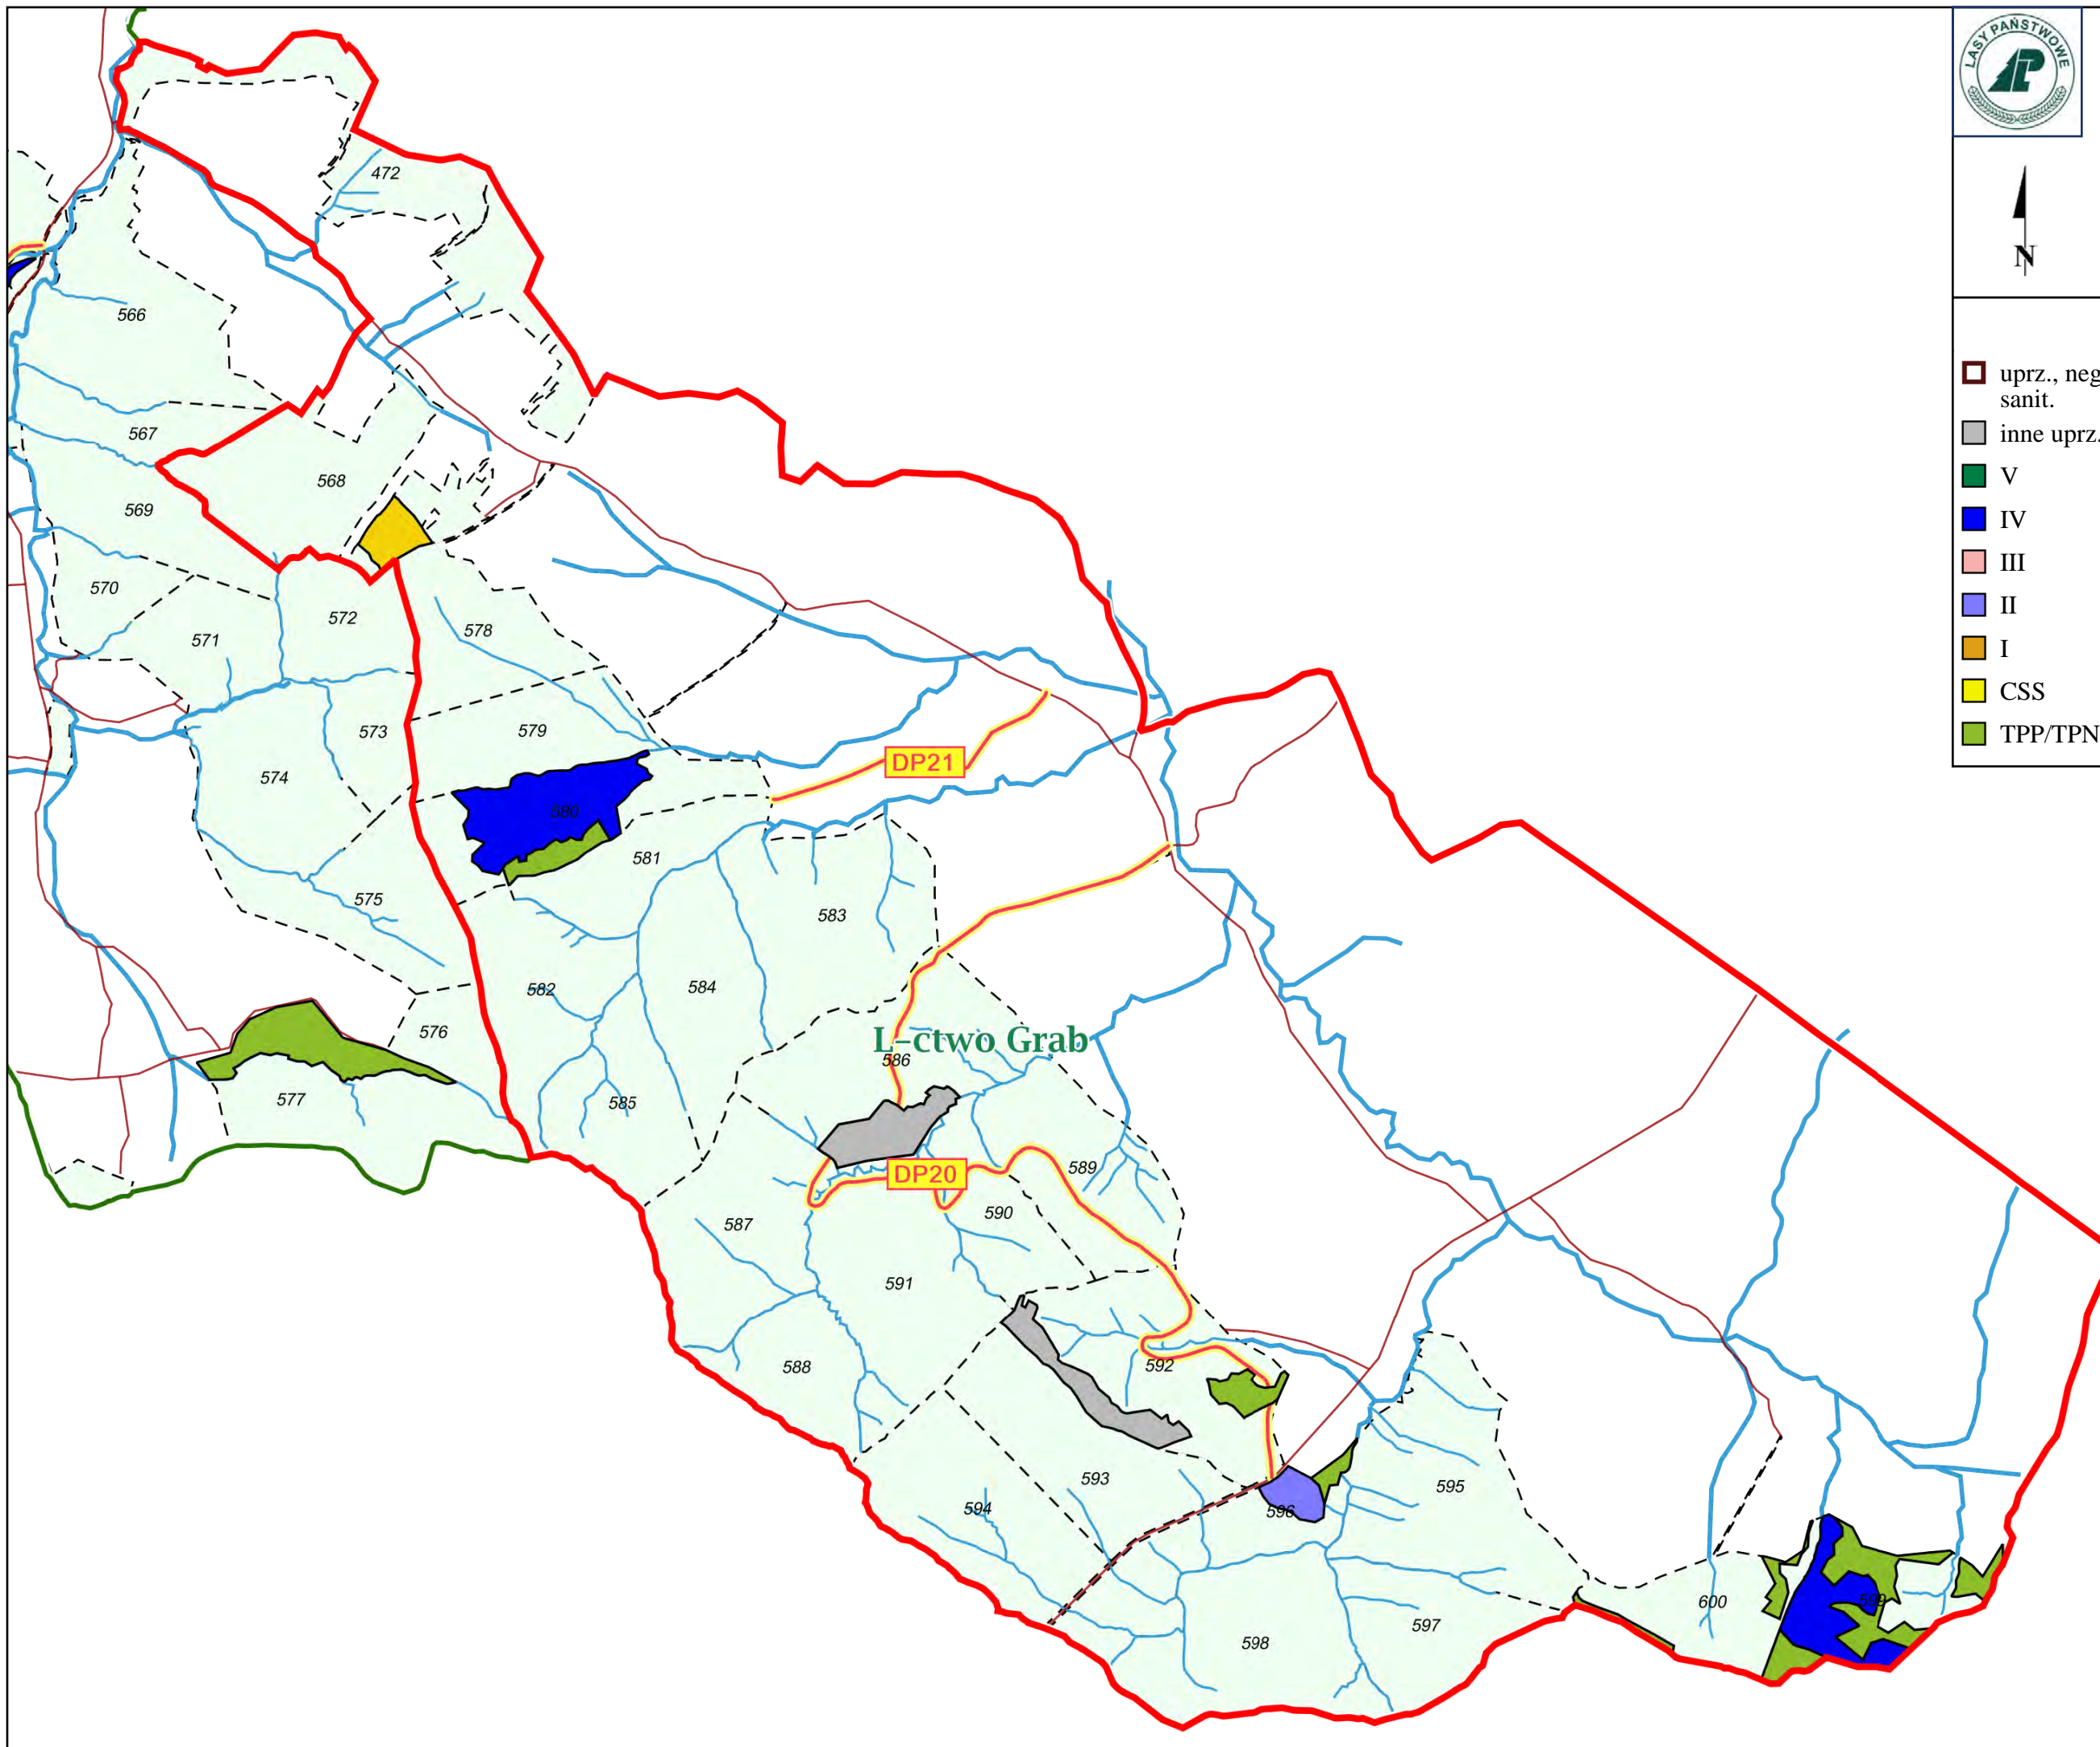 LASY PAŃSTWOWE
LP
N
uprz., neg
sanit.
inne uprz.
V
IV
III
II
I
CSS
TPP/TPN
472
566
567
568
569
570
571
572
578
573
579
574
580
581
575
583
582
584
576
L–ctwo Grab
586
577
585
DP21
DP20
589
587
590
591
588
592
593
595
594
596
600
599
597
598